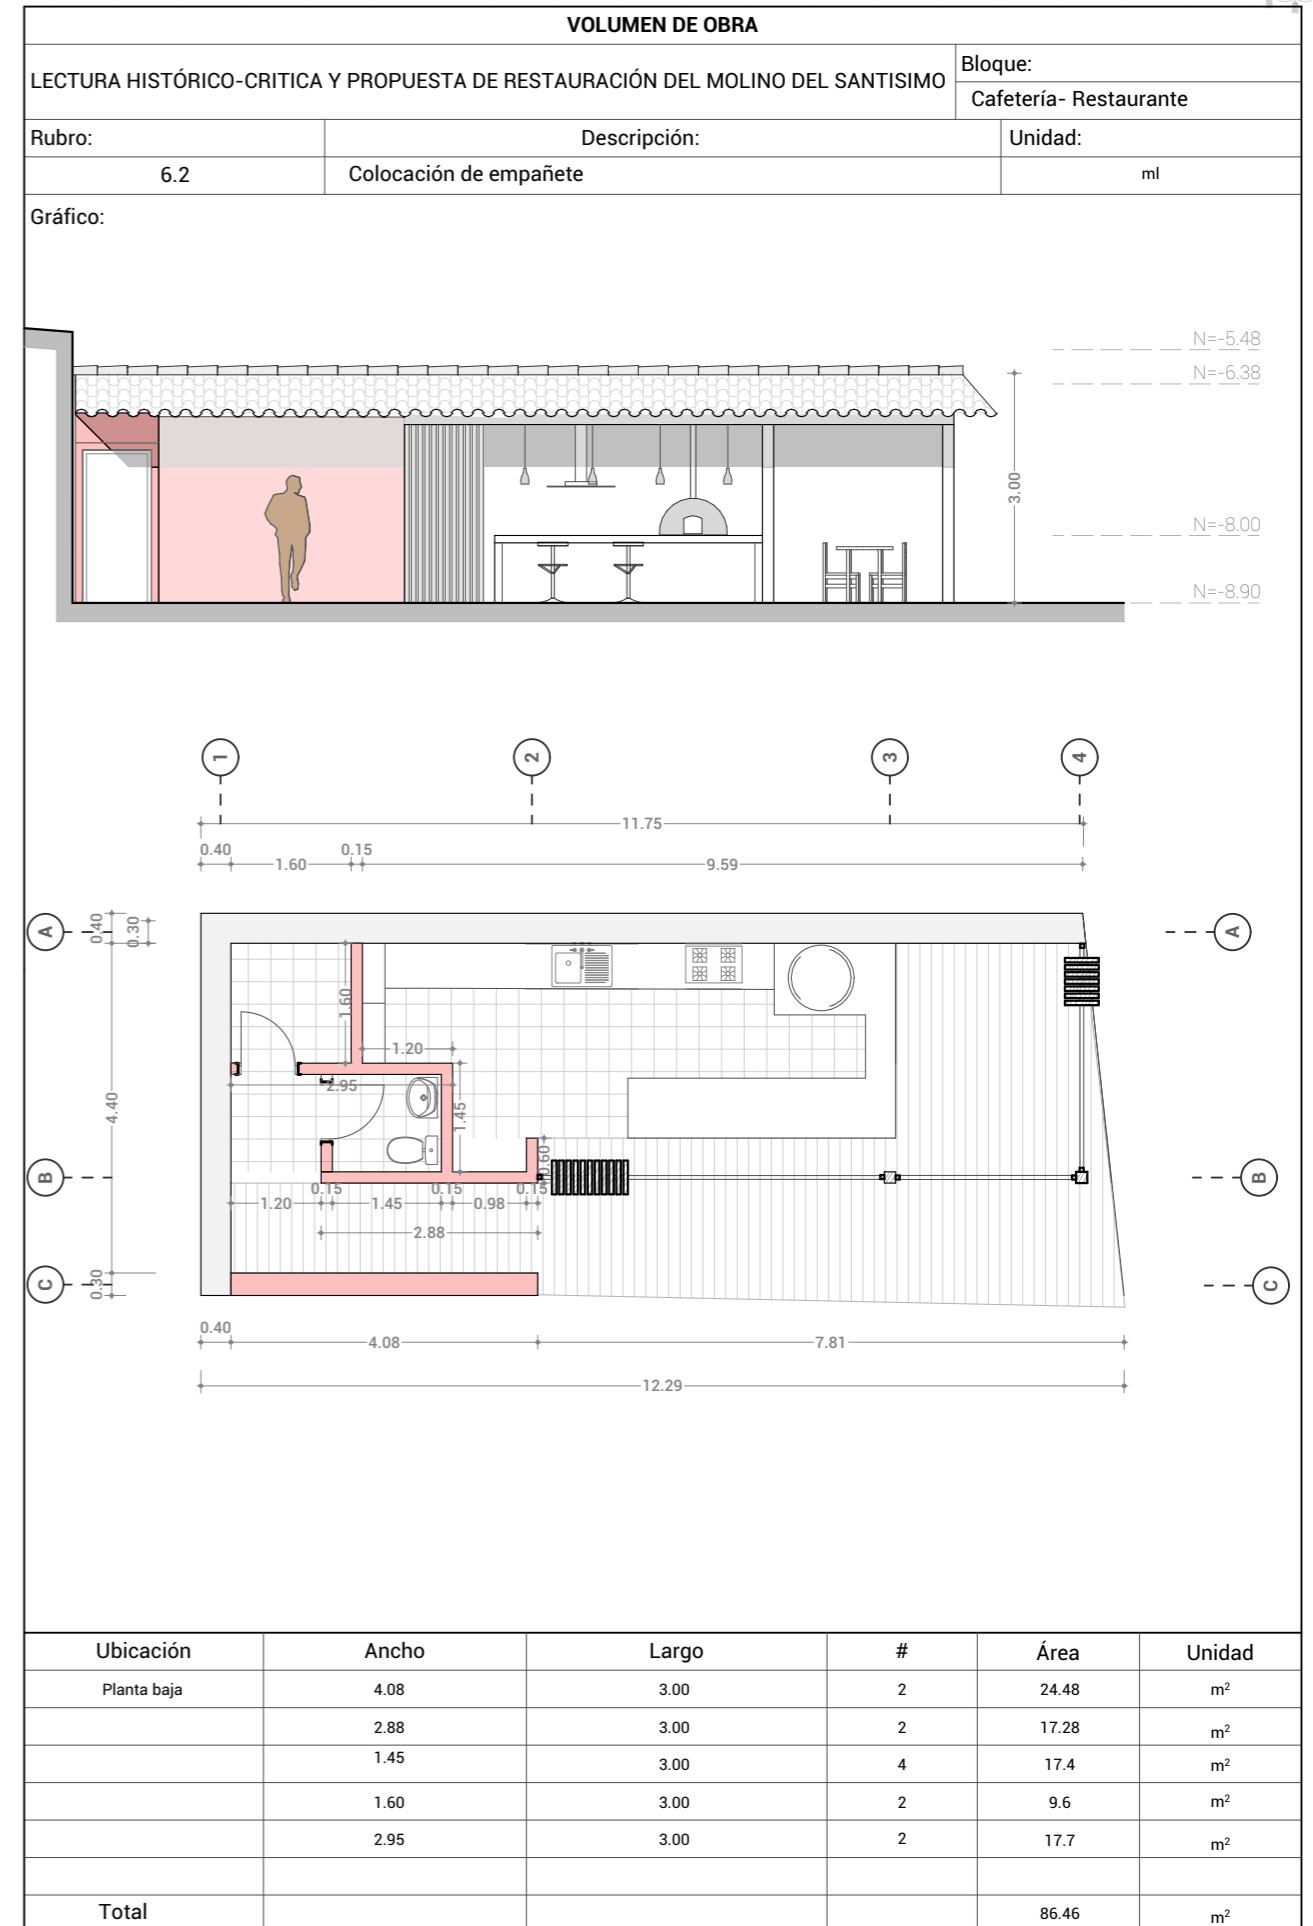 VOLUMEN DE OBRA
LECTURA HISTÓRICO-CRITICA Y PROPUESTA DE RESTAURACIÓN DEL MOLINO DEL SANTISIMO
Bloque:
Cafetería- Restaurante
Rubro: Descripción: Unidad:
6.2 Colocación de empañete ml
Gráfico:
N=-5.48
N=-6.38
3.00
N=-8.00
N=-8.90
1 2 3 4
11.75
0.40 1.60 0.15 9.59
A 0.40 0.30 A
1.60
1.20
2.95
1.45
4.40
B 0.60 B
0.15 0.15 0.15
1.20 1.45 0.98
2.88
C 0.30 C
0.40 4.08 7.81
12.29
Ubicación Ancho Largo # Área Unidad
Planta baja 4.08 3.00 2 24.48 m²
2.88 3.00 2 17.28 m²
1.45 3.00 4 17.4 m²
1.60 3.00 2 9.6 m²
2.95 3.00 2 17.7 m²
Total 86.46 m²